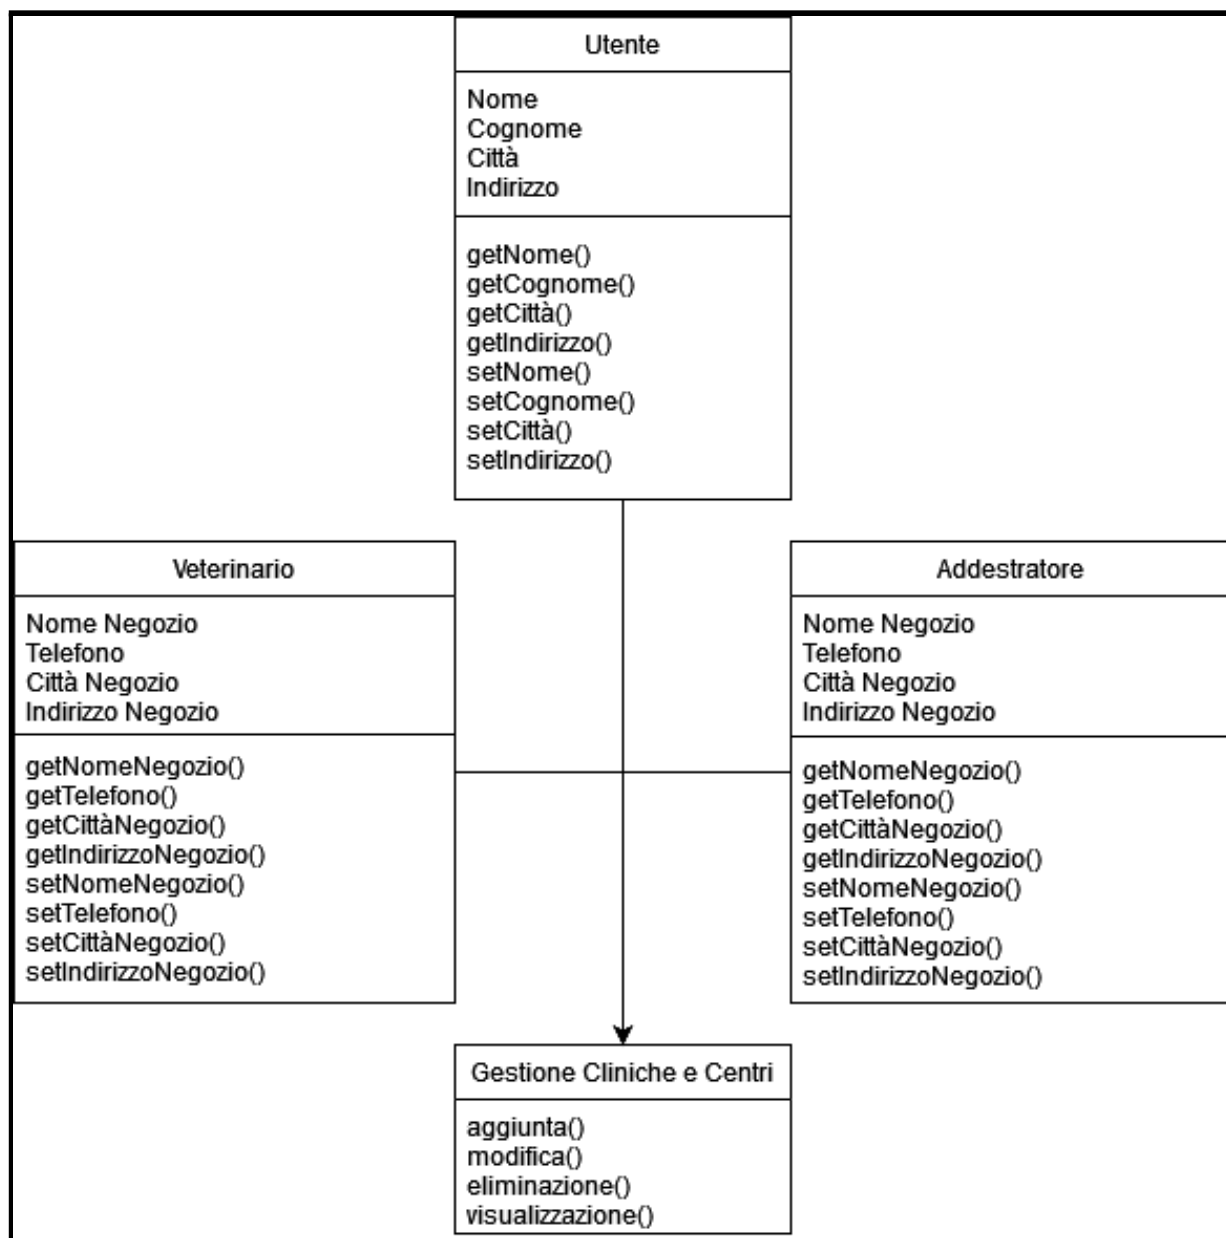 Utente
Nome
Cognome
Città
Indirizzo
getNome()
getCognome()
getCittà()
getIndirizzo()
setNome()
setCognome()
setCittà()
setIndirizzo()
Veterinario
Nome Negozio
Telefono
Città Negozio
Indirizzo Negozio
getNomeNegozio()
getTelefono()
getCittàNegozio()
getIndirizzoNegozio()
setNomeNegozio()
setTelefono()
setCittàNegozio()
setIndirizzoNegozio()
Addestratore
Nome Negozio
Telefono
Città Negozio
Indirizzo Negozio
getNomeNegozio()
getTelefono()
getCittàNegozio()
getIndirizzoNegozio()
setNomeNegozio()
setTelefono()
setCittàNegozio()
setIndirizzoNegozio()
Gestione Cliniche e Centri
aggiunta()
modifica()
eliminazione()
visualizzazione()